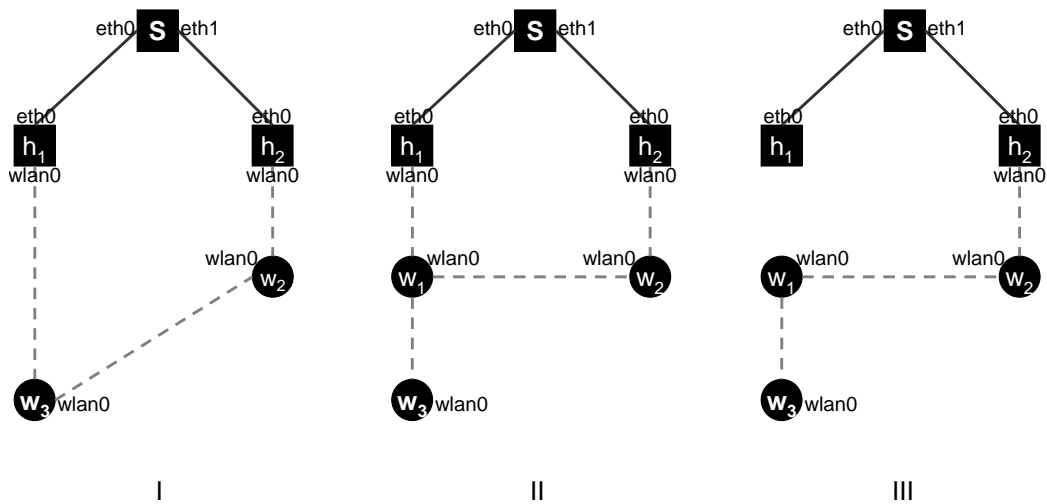 eth0 S eth1 eth0 S eth1 eth0 S eth1
eth0 eth0 eth0 eth0 eth0 eth0
h1 h2 h1 h2 h1 h2
wlan0 wlan0 wlan0 wlan0 wlan0
wlan0 wlan0 wlan0 wlan0 wlan0
w2 w1 w2 w1 w2
w3 wlan0 w3 wlan0 w3 wlan0
I II III